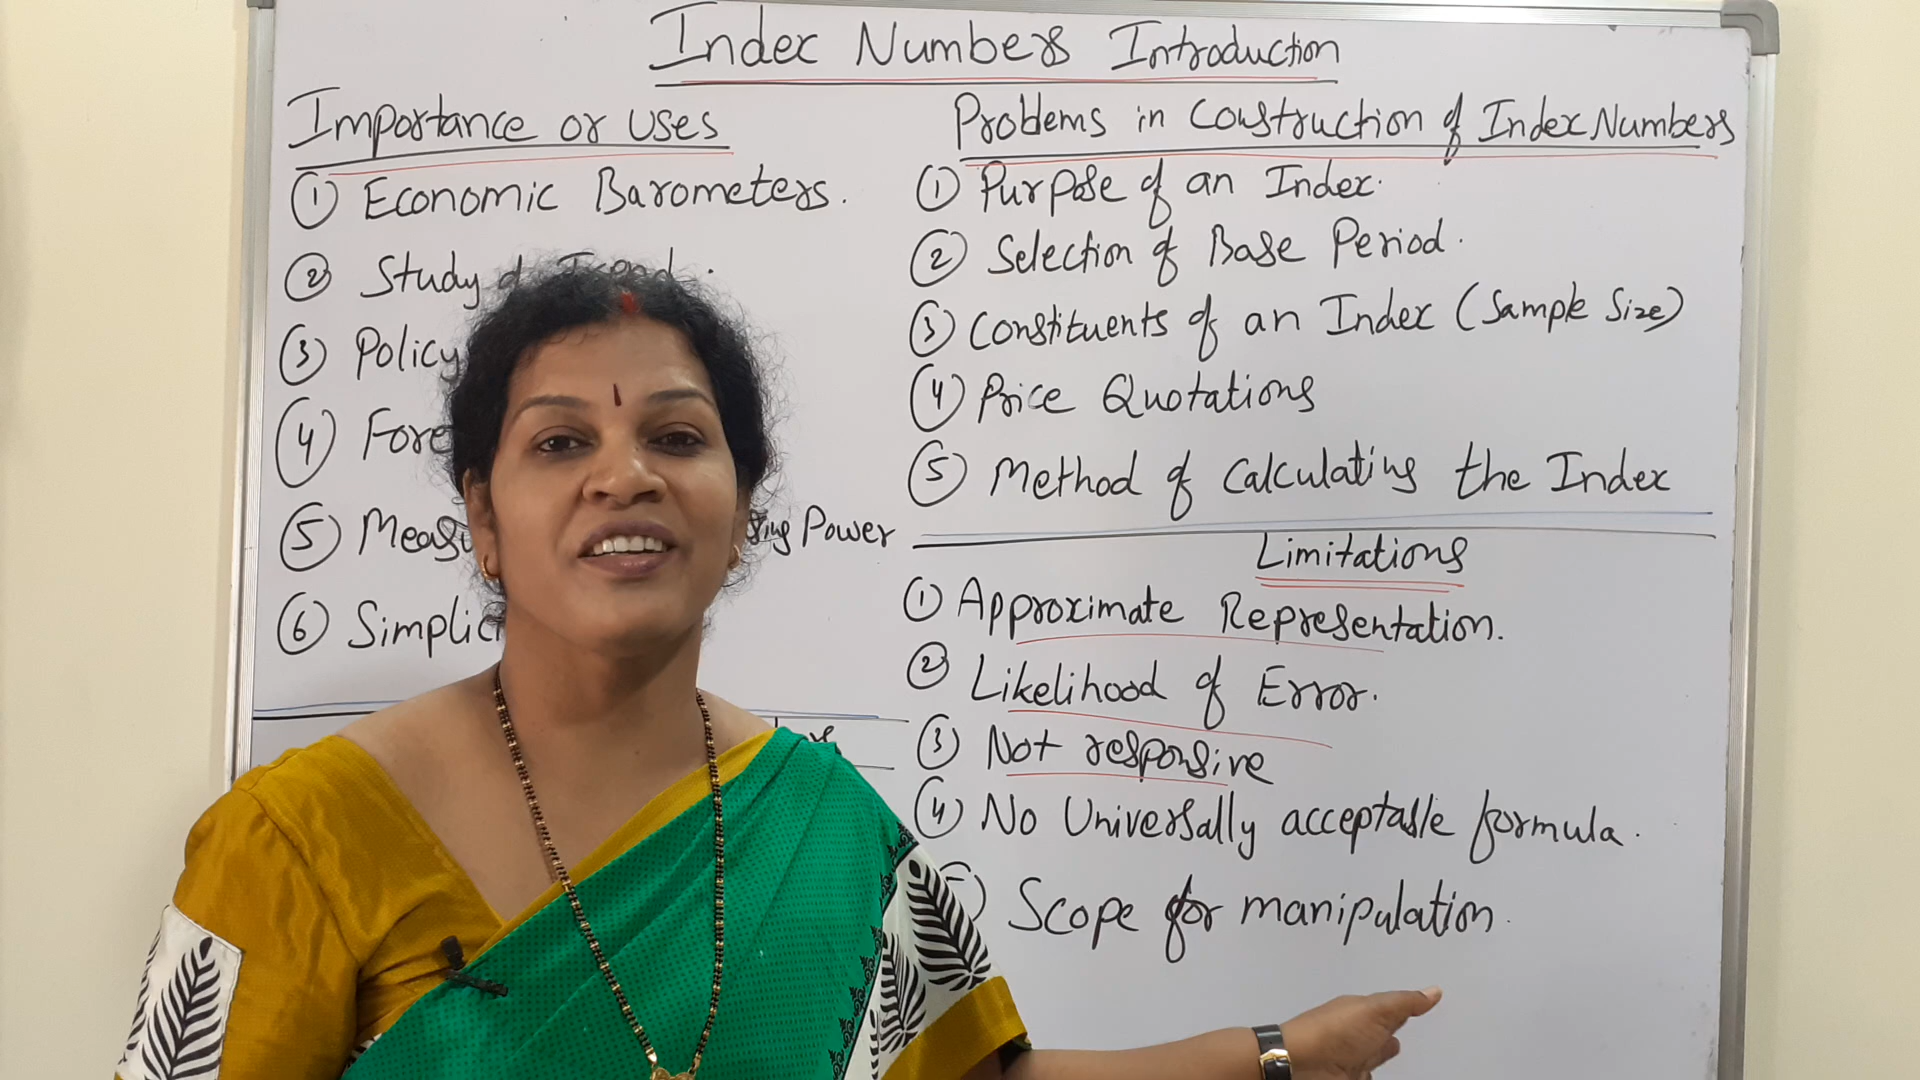 Index Numbers Introduction
Importance or uses
① Economic Barometers.
② Study of Trend.
③ Policy
④
⑤
Power
⑥
Problems in Construction of Index Numbers
① Purpose of an Index.
② Selection of Base Period.
③ Constituents of an Index (Sample Size)
④ Price Quotations
⑤ Method of Calculating the Index
Limitations
① Approximate Representation.
② Likelihood of Error.
③ Not responsive
④ No Universally acceptable formula.
Scope for manipulation.